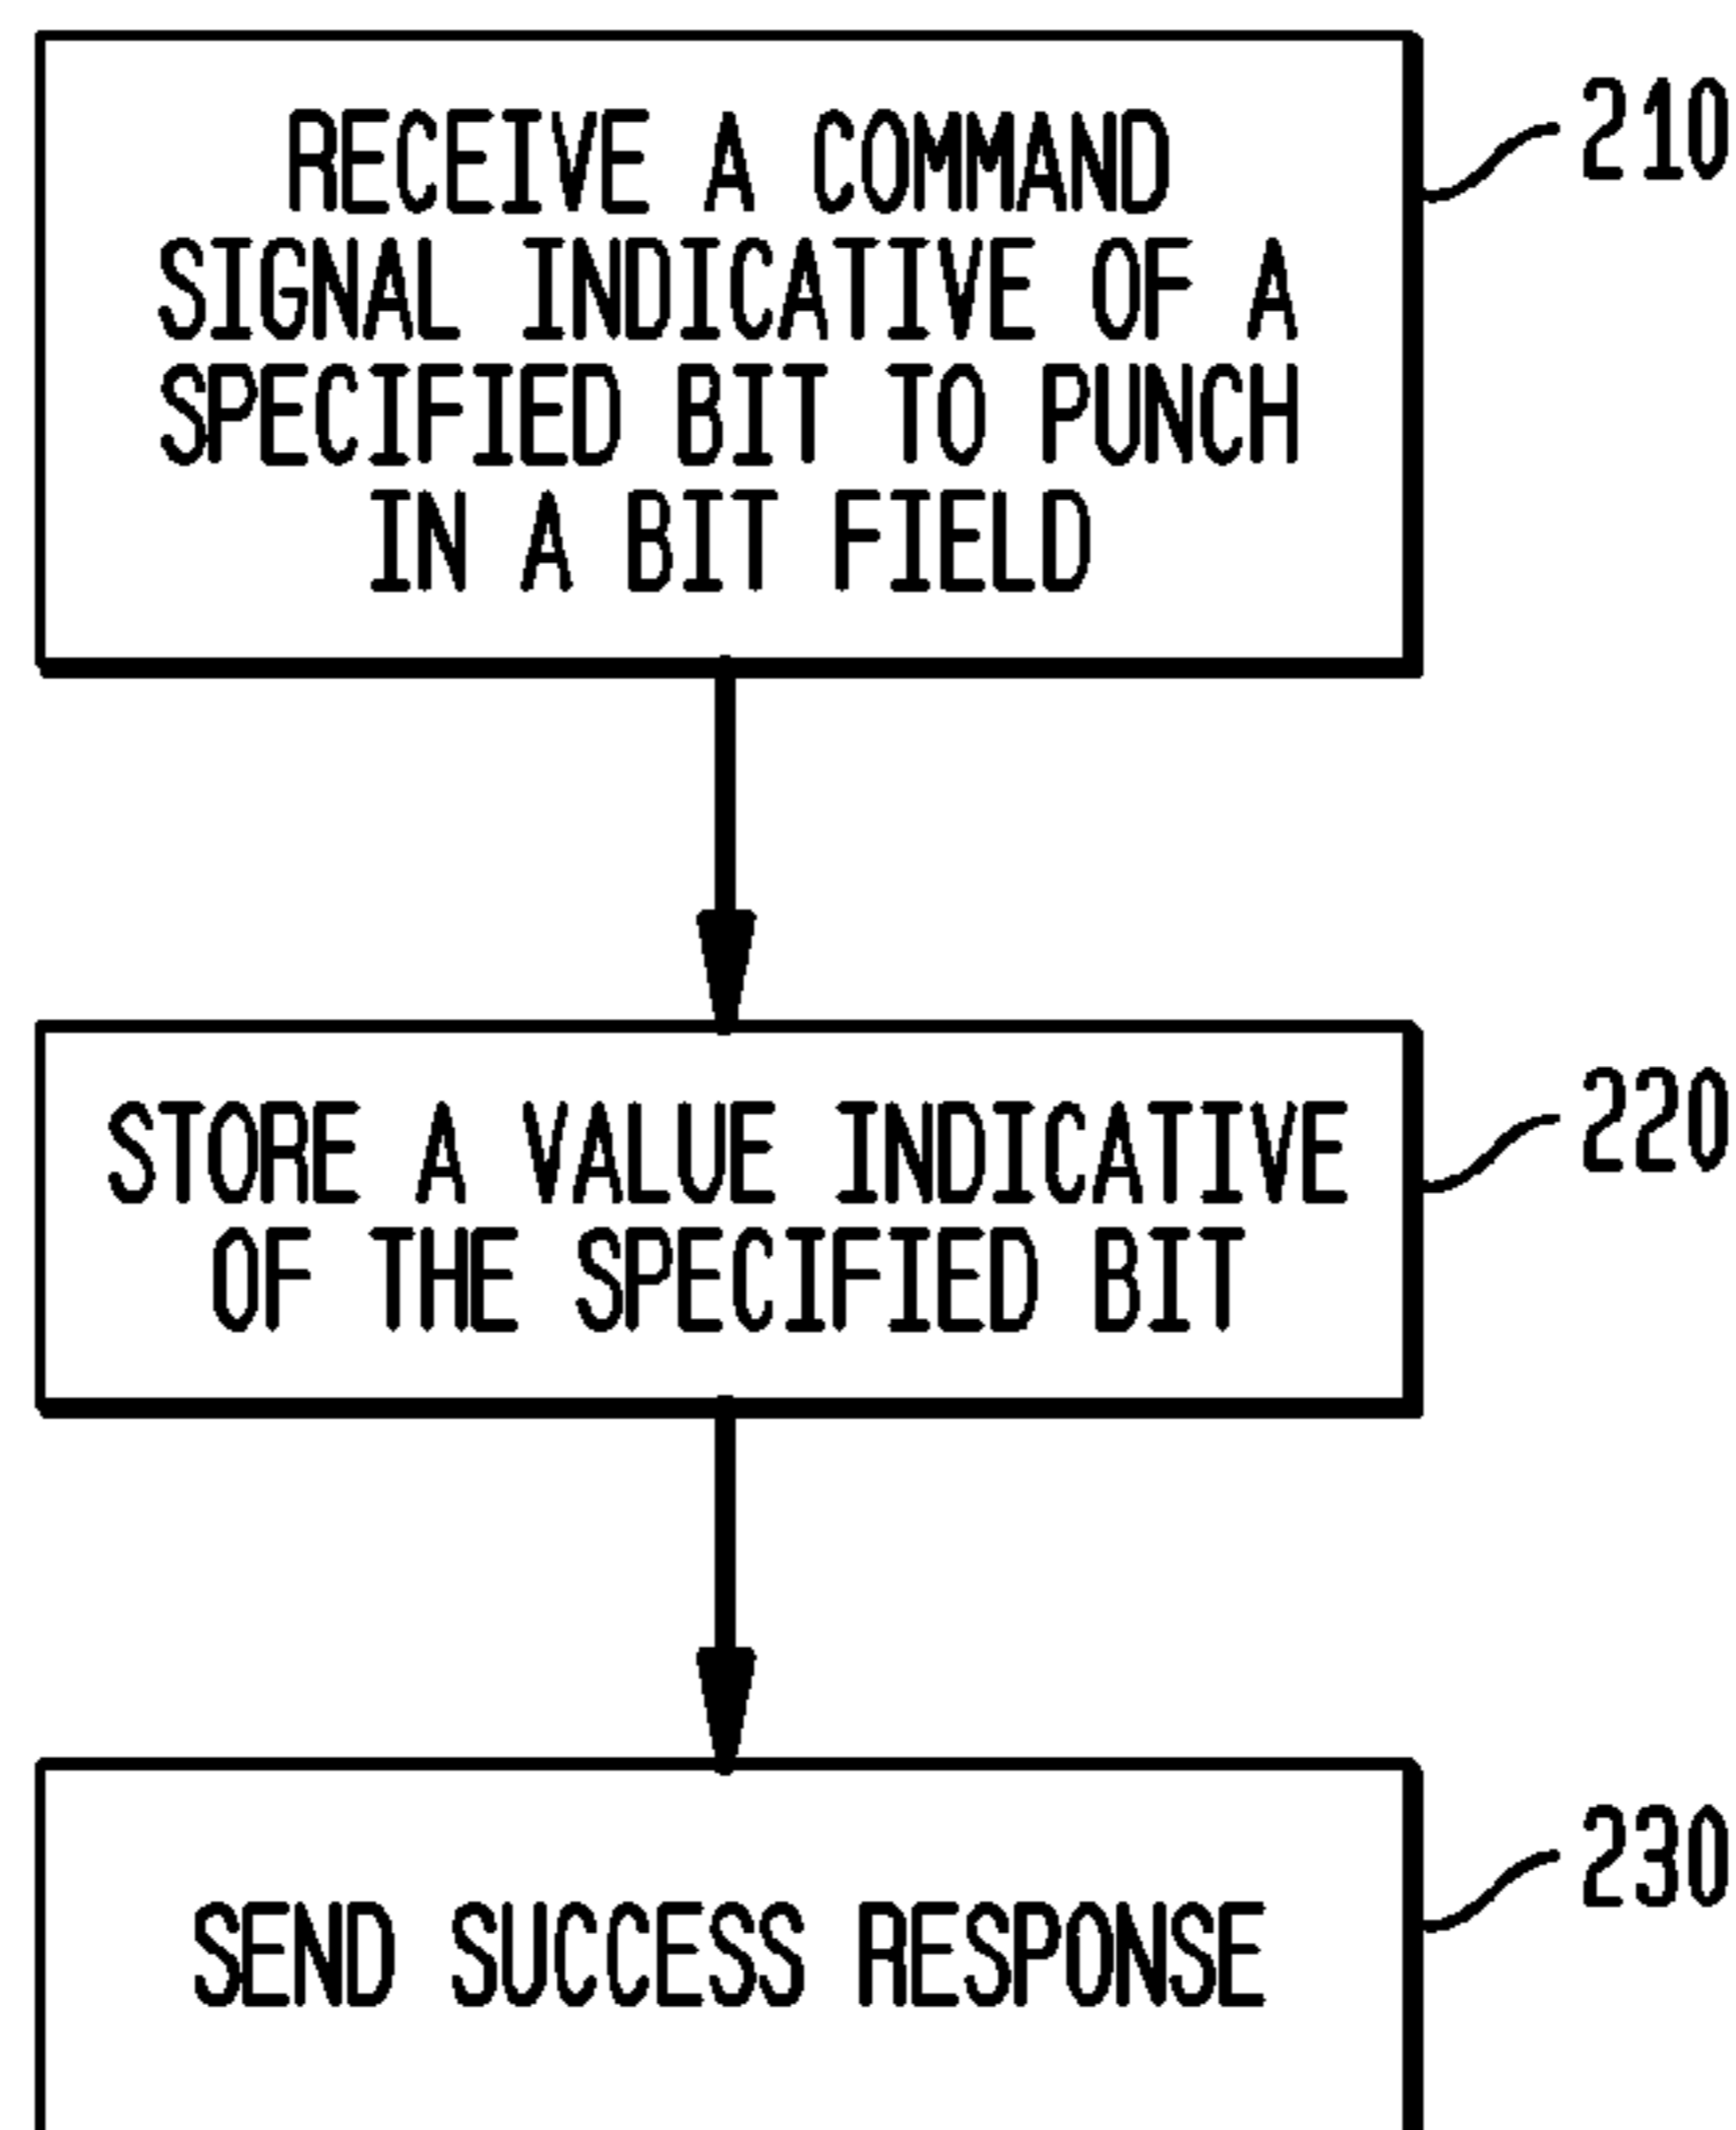 RECEIVE A COMMAND
SIGNAL INDICATIVE OF A
SPECIFIED BIT TO PUNCH
IN A BIT FIELD
210
STORE A VALUE INDICATIVE
OF THE SPECIFIED BIT
220
SEND SUCCESS RESPONSE
230